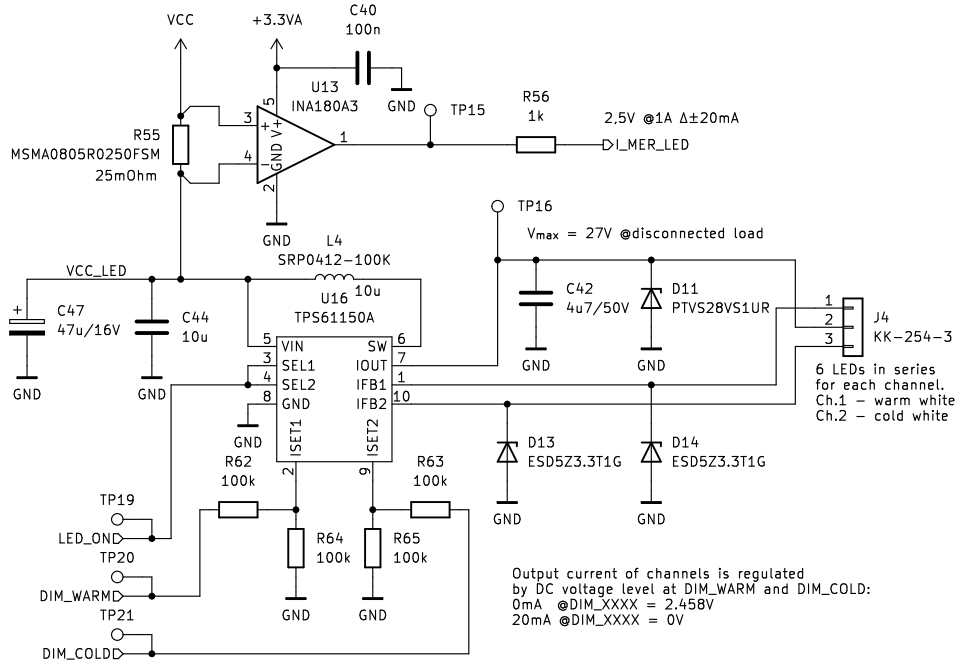 VCC
+3.3VA
C40
100n
GND
U13
INA180A3
5
V+
3
+
4
-
GND
2
1
GND
R55
MSMA0805R0250FSM
25mOhm
TP15
R56
1k
2,5V @1A Δ±20mA
I_MER_LED
TP16
Vmax = 27V @disconnected load
VCC_LED
L4
SRP0412-100K
10u
+
C47
47u/16V
GND
C44
10u
GND
U16
TPS61150A
5
VIN
3
SEL1
4
SEL2
8
GND
SW
6
IOUT
7
IFB1
1
IFB2
10
ISET1
2
ISET2
9
GND
C42
4u7/50V
GND
D11
PTVS28VS1UR
GND
1
2
3
J4
KK-254-3
6 LEDs in series
for each channel.
Ch.1 - warm white
Ch.2 - cold white
D13
ESD5Z3.3T1G
GND
D14
ESD5Z3.3T1G
GND
R62
100k
R63
100k
R64
100k
GND
R65
100k
GND
TP19
LED_ON
TP20
DIM_WARM
TP21
DIM_COLD
Output current of channels is regulated
by DC voltage level at DIM_WARM and DIM_COLD:
0mA @DIM_XXXX = 2.458V
20mA @DIM_XXXX = 0V